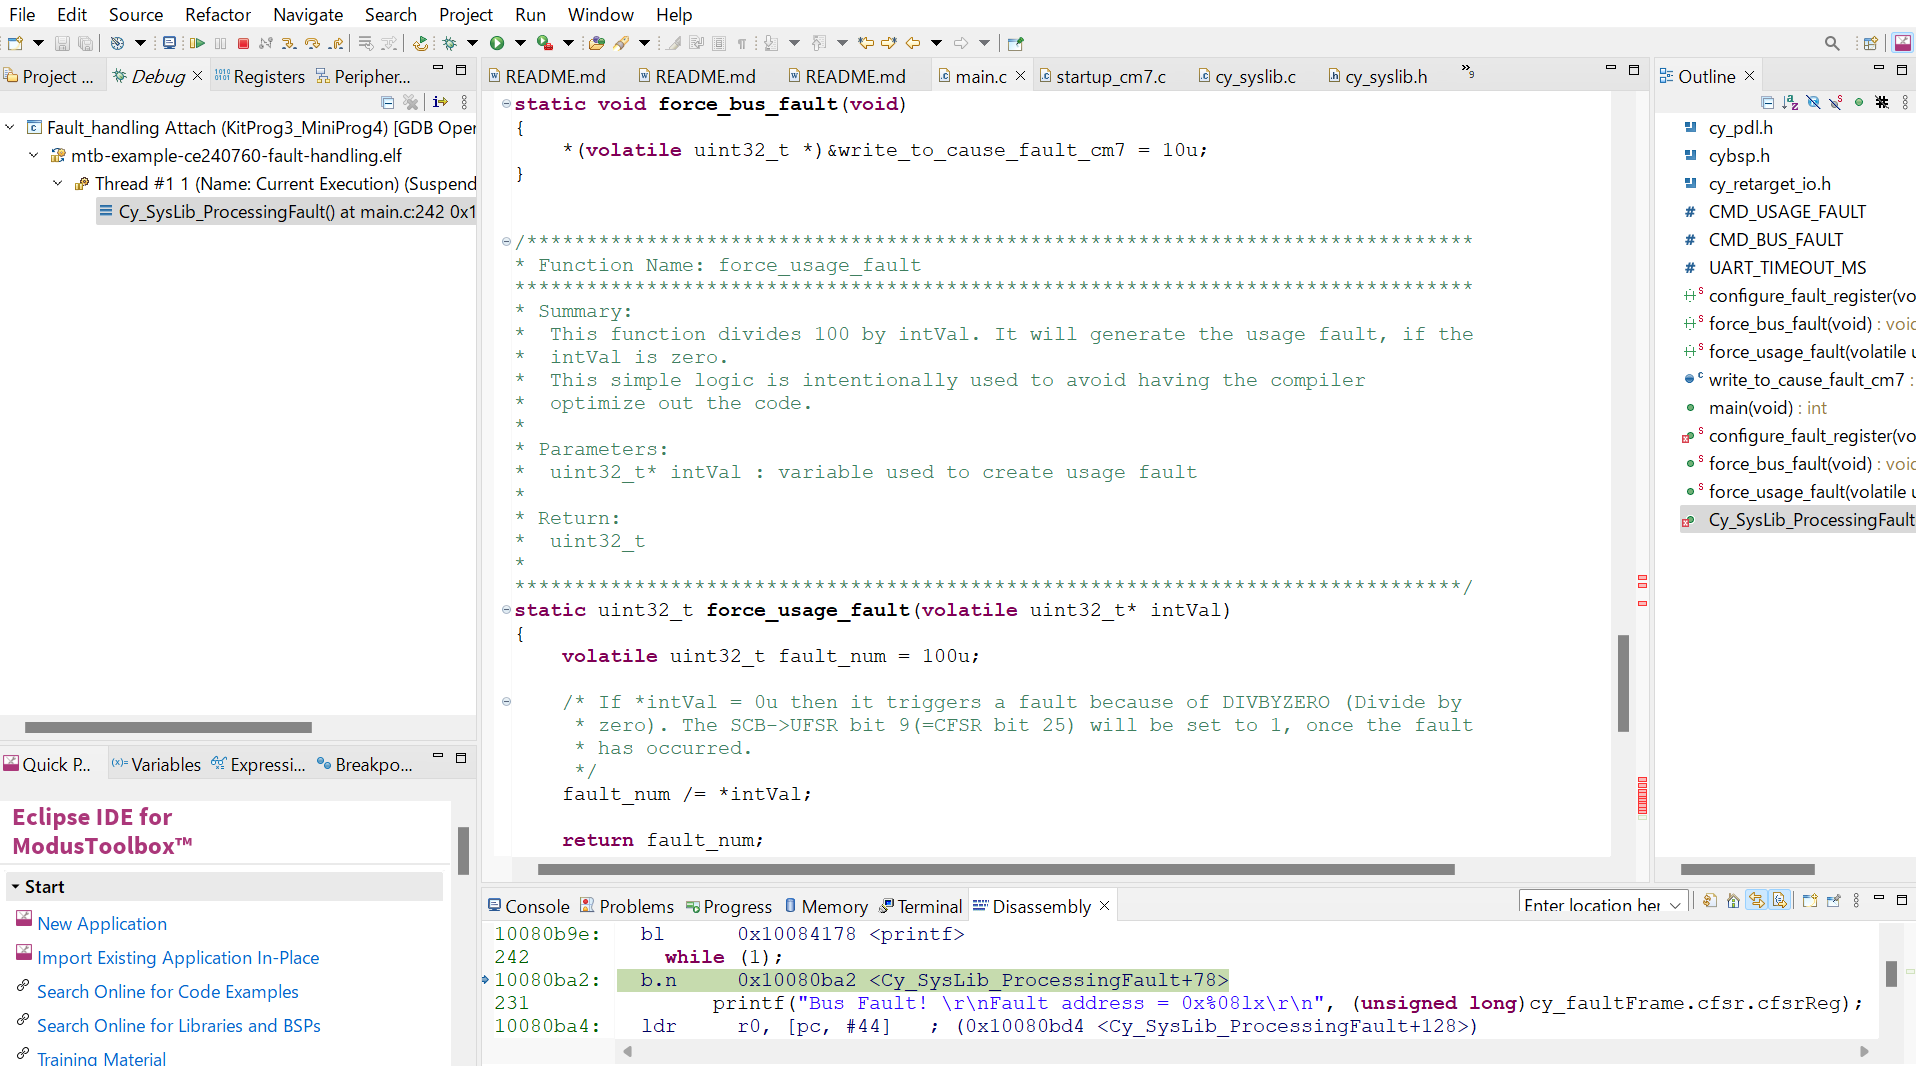 File Edit Source Refactor Navigate Search Project Run Window Help
Project ... Debug Registers Peripher...
Fault_handling Attach (KitProg3_MiniProg4) [GDB Oper
mtb-example-ce240760-fault-handling.elf
Thread #1 1 (Name: Current Execution) (Suspend
Cy_SysLib_ProcessingFault() at main.c:242 0x1
Quick P... Variables Expressi... Breakpo...
Eclipse IDE for
ModusToolbox™
Start
New Application
Import Existing Application In-Place
Search Online for Code Examples
Search Online for Libraries and BSPs
Training Material
README.md README.md README.md main.c startup_cm7.c cy_syslib.c cy_syslib.h »9
static void force_bus_fault(void)
{
*(volatile uint32_t *)&write_to_cause_fault_cm7 = 10u;
}
/*******************************************************************************
* Function Name: force_usage_fault
********************************************************************************
* Summary:
* This function divides 100 by intVal. It will generate the usage fault, if the
* intVal is zero.
* This simple logic is intentionally used to avoid having the compiler
* optimize out the code.
*
* Parameters:
* uint32_t* intVal : variable used to create usage fault
*
* Return:
* uint32_t
*
*******************************************************************************/
static uint32_t force_usage_fault(volatile uint32_t* intVal)
{
volatile uint32_t fault_num = 100u;
/* If *intVal = 0u then it triggers a fault because of DIVBYZERO (Divide by
* zero). The SCB->UFSR bit 9(=CFSR bit 25) will be set to 1, once the fault
* has occurred.
*/
fault_num /= *intVal;
return fault_num;
Outline
cy_pdl.h
cybsp.h
cy_retarget_io.h
CMD_USAGE_FAULT
CMD_BUS_FAULT
UART_TIMEOUT_MS
configure_fault_register(vo
force_bus_fault(void) : voic
force_usage_fault(volatile u
write_to_cause_fault_cm7 :
main(void) : int
configure_fault_register(vo
force_bus_fault(void) : voic
force_usage_fault(volatile u
Cy_SysLib_ProcessingFault
Console Problems Progress Memory Terminal Disassembly Enter location her
10080b9e: bl 0x10084178 <printf>
242 while (1);
10080ba2: b.n 0x10080ba2 <Cy_SysLib_ProcessingFault+78>
231 printf("Bus Fault! \r\nFault address = 0x%08lx\r\n", (unsigned long)cy_faultFrame.cfsr.cfsrReg);
10080ba4: ldr r0, [pc, #44] ; (0x10080bd4 <Cy_SysLib_ProcessingFault+128>)